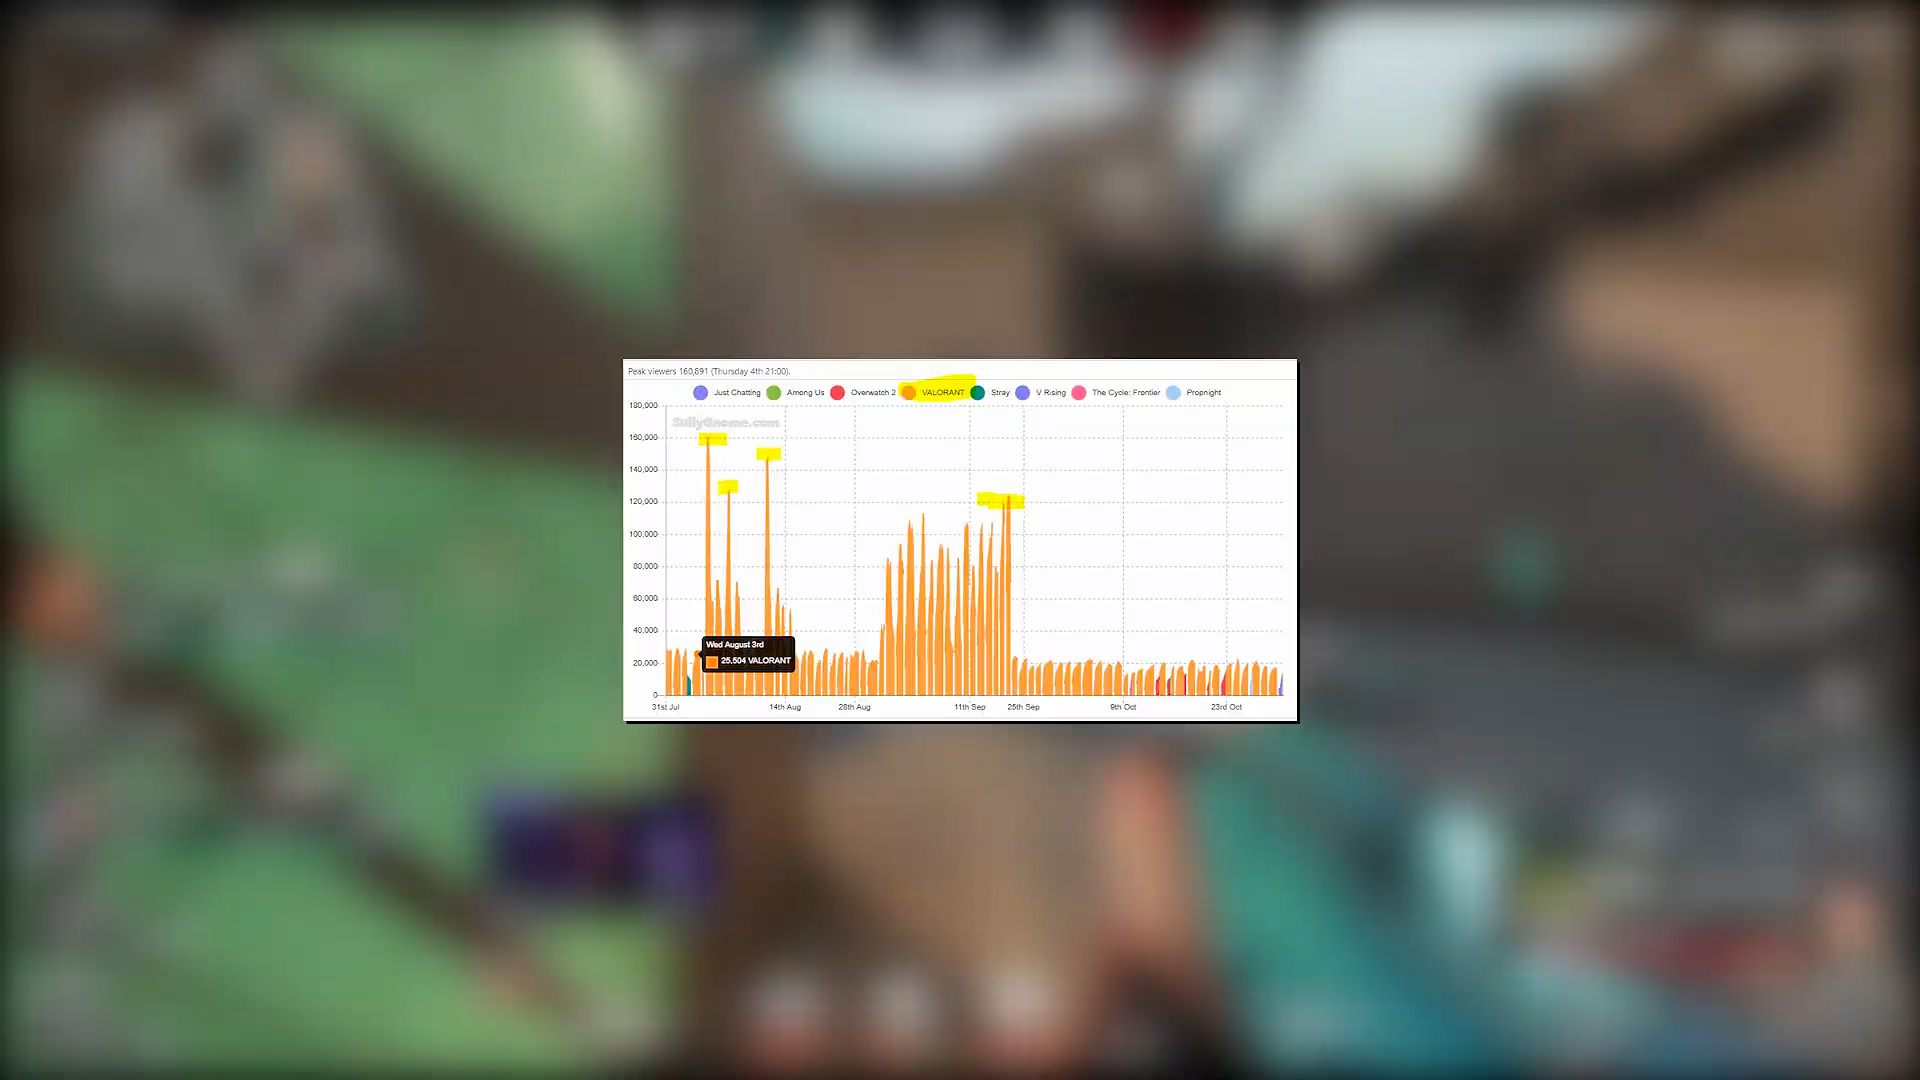 Peak viewers 160,891 (Thursday 4th 21:00).
Just Chatting Among Us Overwatch 2 VALORANT Stray V Rising The Cycle: Frontier Propnight
180,000
SullyGnome.com
160,000
140,000
120,000
100,000
80,000
60,000
40,000
Wed August 3rd
25,504 VALORANT
20,000
0
31st Jul 14th Aug 28th Aug 11th Sep 25th Sep 9th Oct 23rd Oct